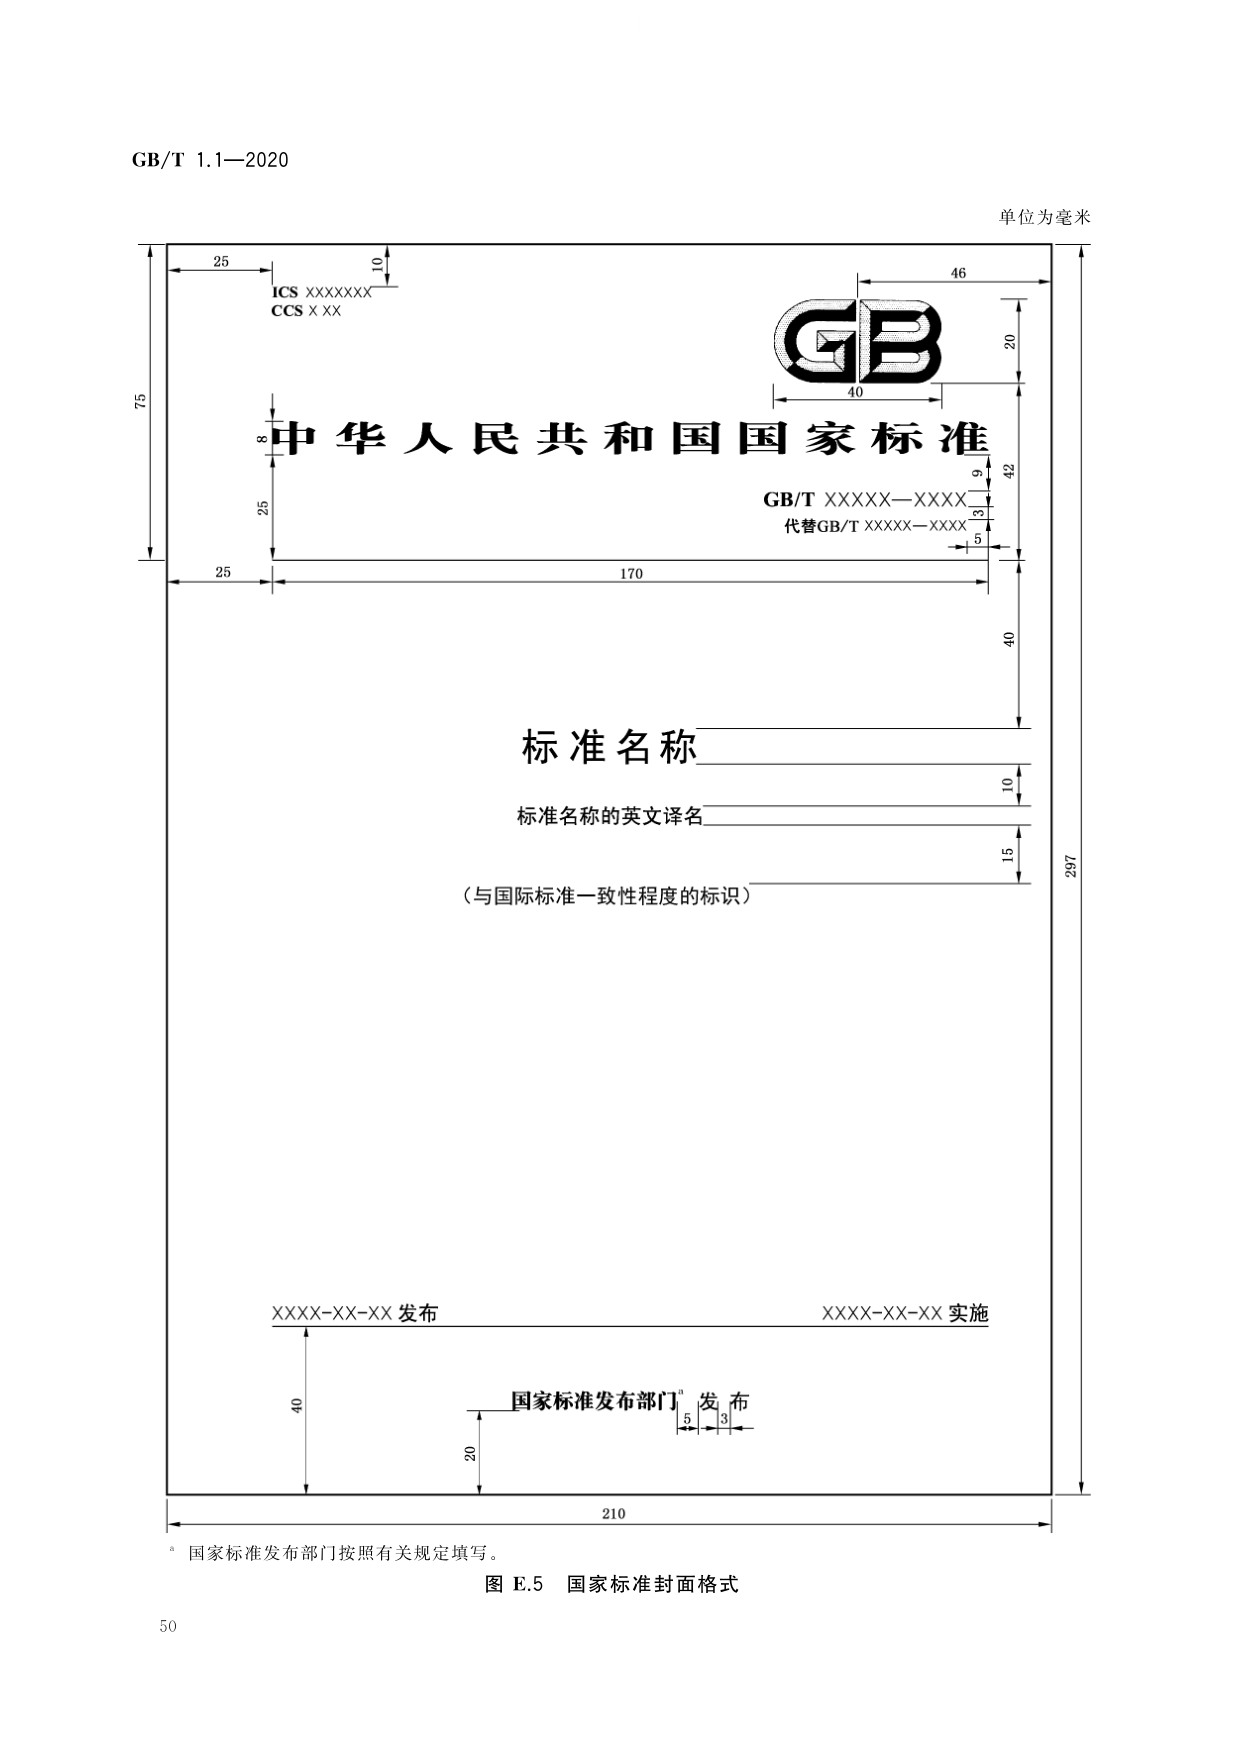 GB/T 1.1—2020
单位为毫米
25
10
46
ICS XXXXXXX
CCS X XX
GB
20
40
75
8
中华人民共和国国家标准
9
42
25
GB/T XXXXX—XXXX
3
代替GB/T XXXXX—XXXX
5
25
170
40
标准名称
10
标准名称的英文译名
15
297
（与国际标准一致性程度的标识）
XXXX-XX-XX 发布
XXXX-XX-XX 实施
40
国家标准发布部门a 发布
5
3
20
210
a 国家标准发布部门按照有关规定填写。
图 E.5 国家标准封面格式
50